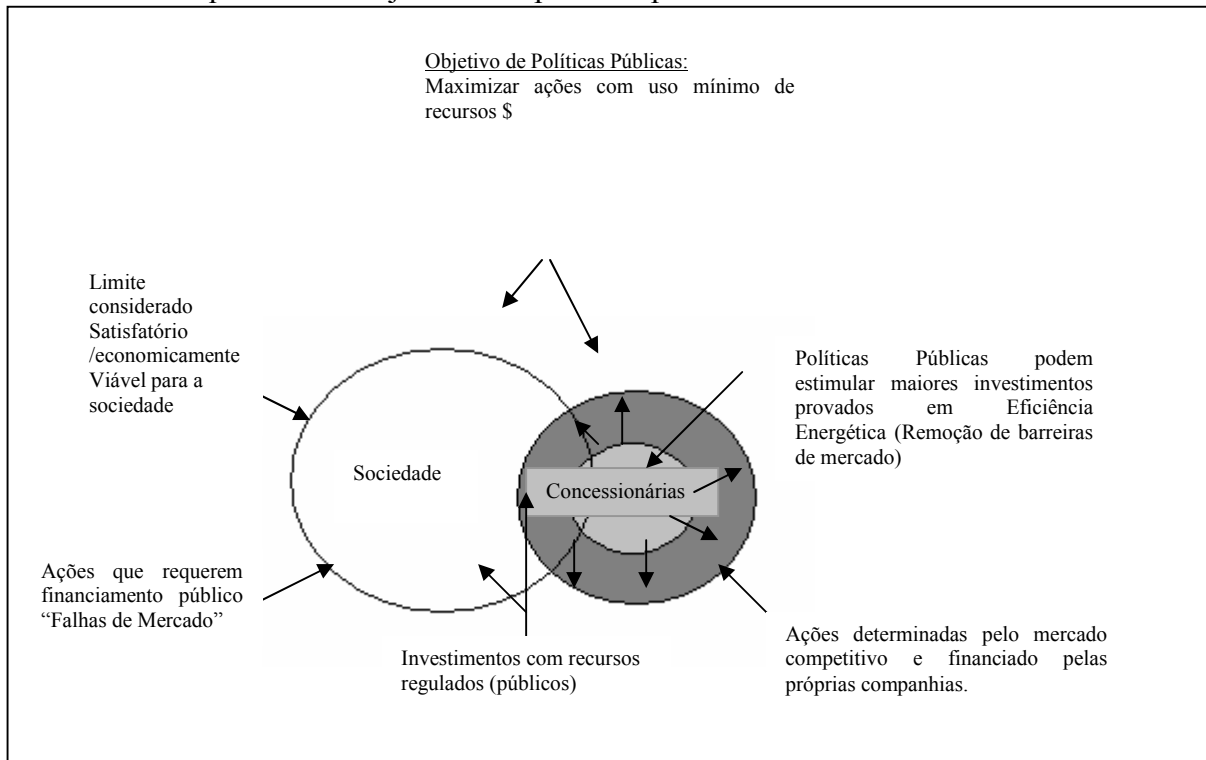 Objetivo de Políticas Públicas:
Maximizar ações com uso mínimo de
recursos $
Limite
considerado
Satisfatório
/economicamente
Viável para a
sociedade
Políticas Públicas podem
estimular maiores investimentos
provados em Eficiência
Energética (Remoção de barreiras
de mercado)
Sociedade
Concessionárias
Ações que requerem
financiamento público
“Falhas de Mercado”
Investimentos com recursos
regulados (públicos)
Ações determinadas pelo mercado
competitivo e financiado pelas
próprias companhias.